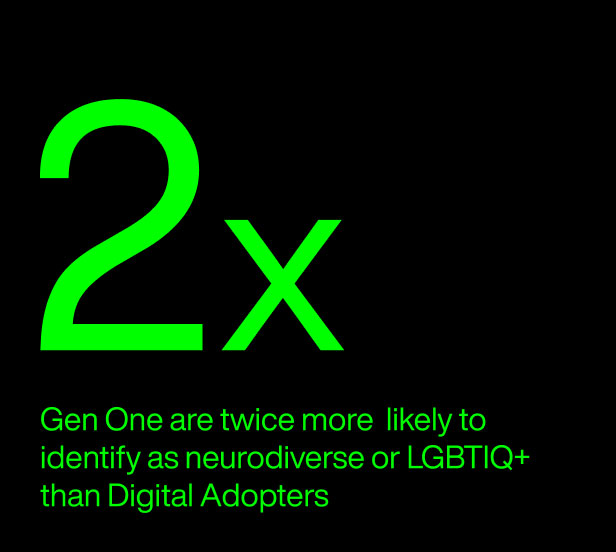 2x
Gen One are twice more  likely to
identify as neurodiverse or LGBTIQ+
than Digital Adopters